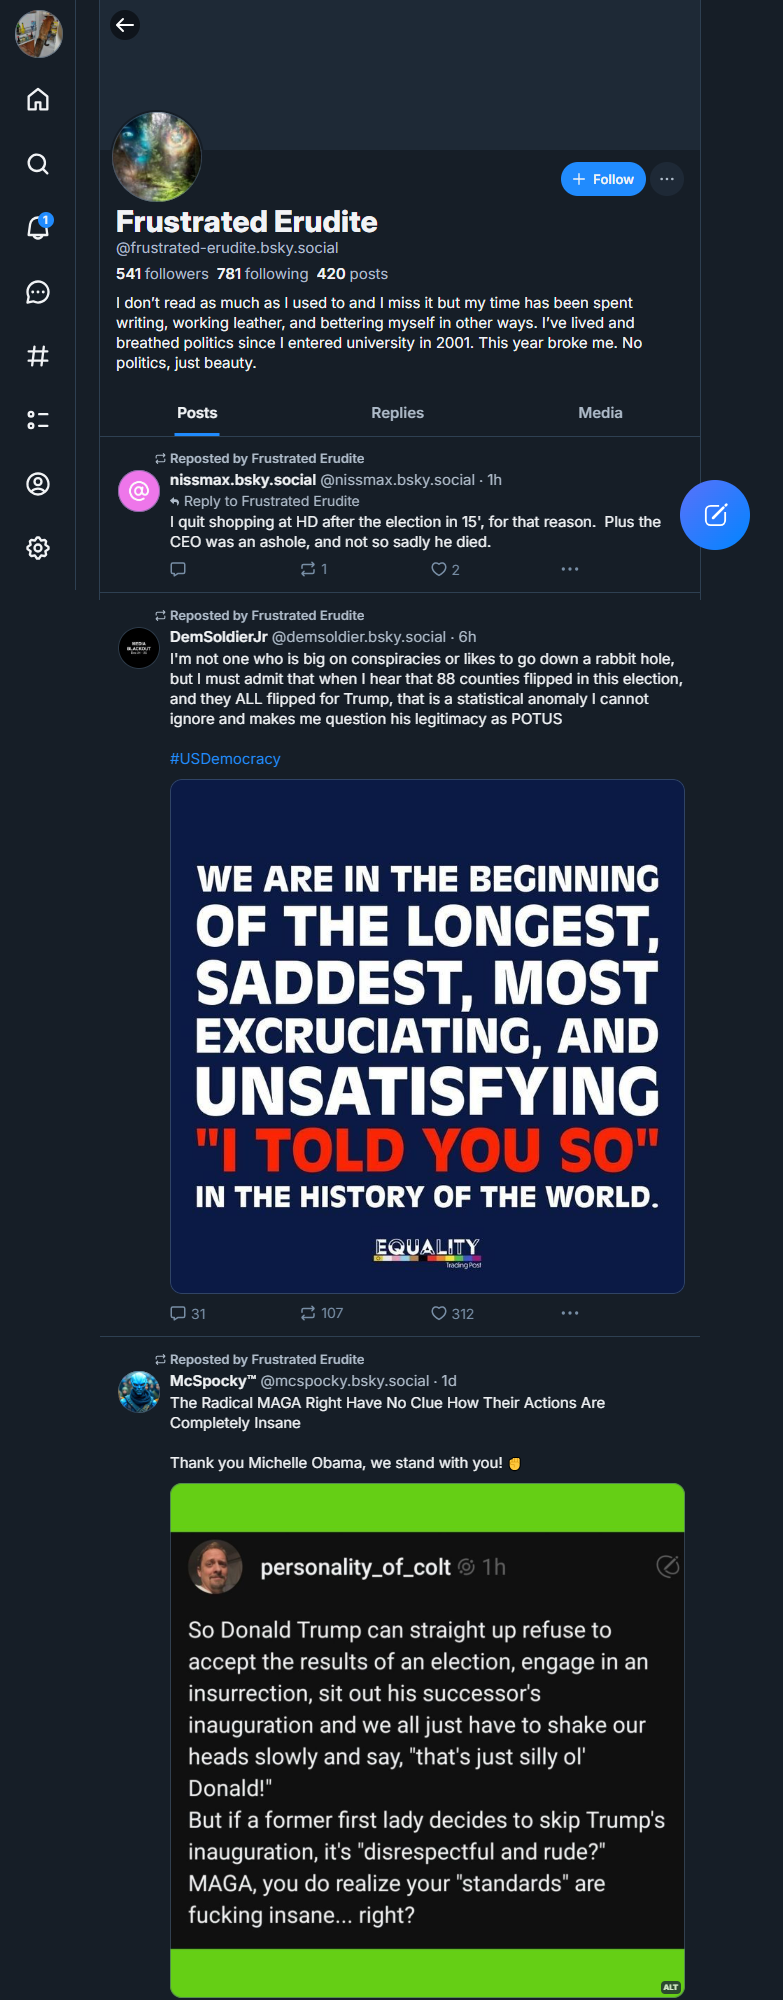 Follow
Frustrated Erudite
@frustrated-erudite.bsky.social
541 followers 781 following 420 posts
I don't read as much as I used to and I miss it but my time has been spent
writing, working leather, and bettering myself in other ways. I've lived and
breathed politics since I entered university in 2001. This year broke me. No
politics, just beauty.
Posts Replies Media
Reposted by Frustrated Erudite
nissmax.bsky.social @nissmax.bsky.social · 1h
Reply to Frustrated Erudite
I quit shopping at HD after the election in 15', for that reason.  Plus the
CEO was an ashole, and not so sadly he died.
1 2
Reposted by Frustrated Erudite
DemSoldierJr @demsoldier.bsky.social · 6h
MEDIA
BLACKOUT
I'm not one who is big on conspiracies or likes to go down a rabbit hole,
but I must admit that when I hear that 88 counties flipped in this election,
and they ALL flipped for Trump, that is a statistical anomaly I cannot
ignore and makes me question his legitimacy as POTUS
#USDemocracy
WE ARE IN THE BEGINNING
OF THE LONGEST,
SADDEST, MOST
EXCRUCIATING, AND
UNSATISFYING
"I TOLD YOU SO"
IN THE HISTORY OF THE WORLD.
EQUALITY
Trading Post
31 107 312
Reposted by Frustrated Erudite
McSpocky™ @mcspocky.bsky.social · 1d
The Radical MAGA Right Have No Clue How Their Actions Are
Completely Insane
Thank you Michelle Obama, we stand with you! ✊
personality_of_colt 1h
So Donald Trump can straight up refuse to
accept the results of an election, engage in an
insurrection, sit out his successor's
inauguration and we all just have to shake our
heads slowly and say, "that's just silly ol'
Donald!"
But if a former first lady decides to skip Trump's
inauguration, it's "disrespectful and rude?"
MAGA, you do realize your "standards" are
fucking insane... right?
ALT
1